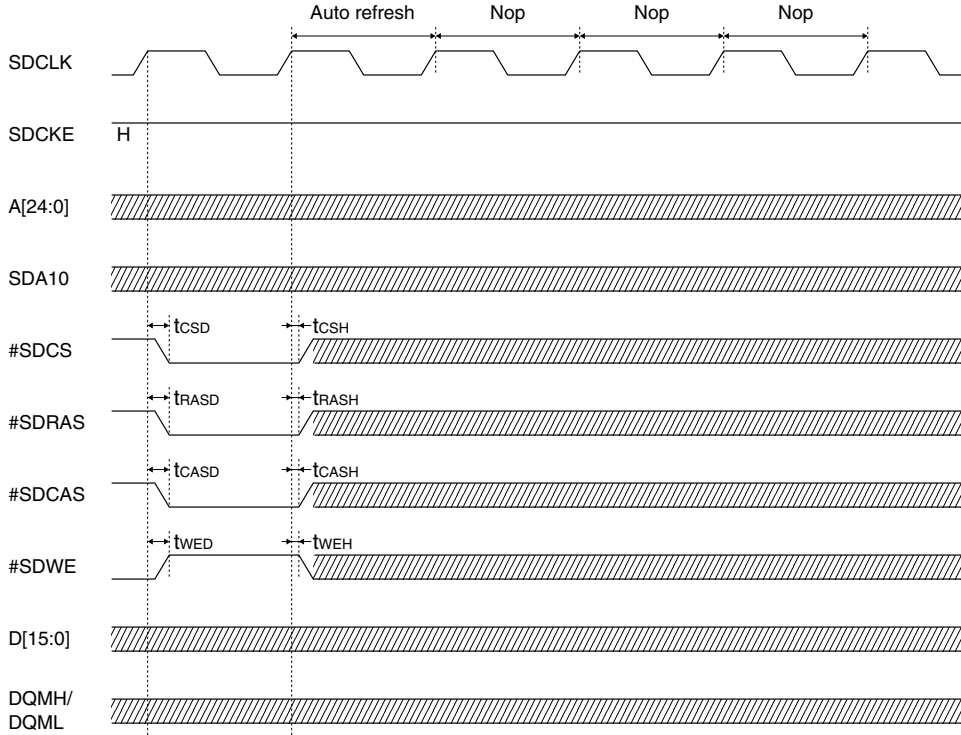 Auto refresh Nop Nop Nop
SDCLK
SDCKE H
A[24:0]
SDA10
tCSD tCSH
#SDCS
tRASD tRASH
#SDRAS
tCASD tCASH
#SDCAS
tWED tWEH
#SDWE
D[15:0]
DQMH/
DQML